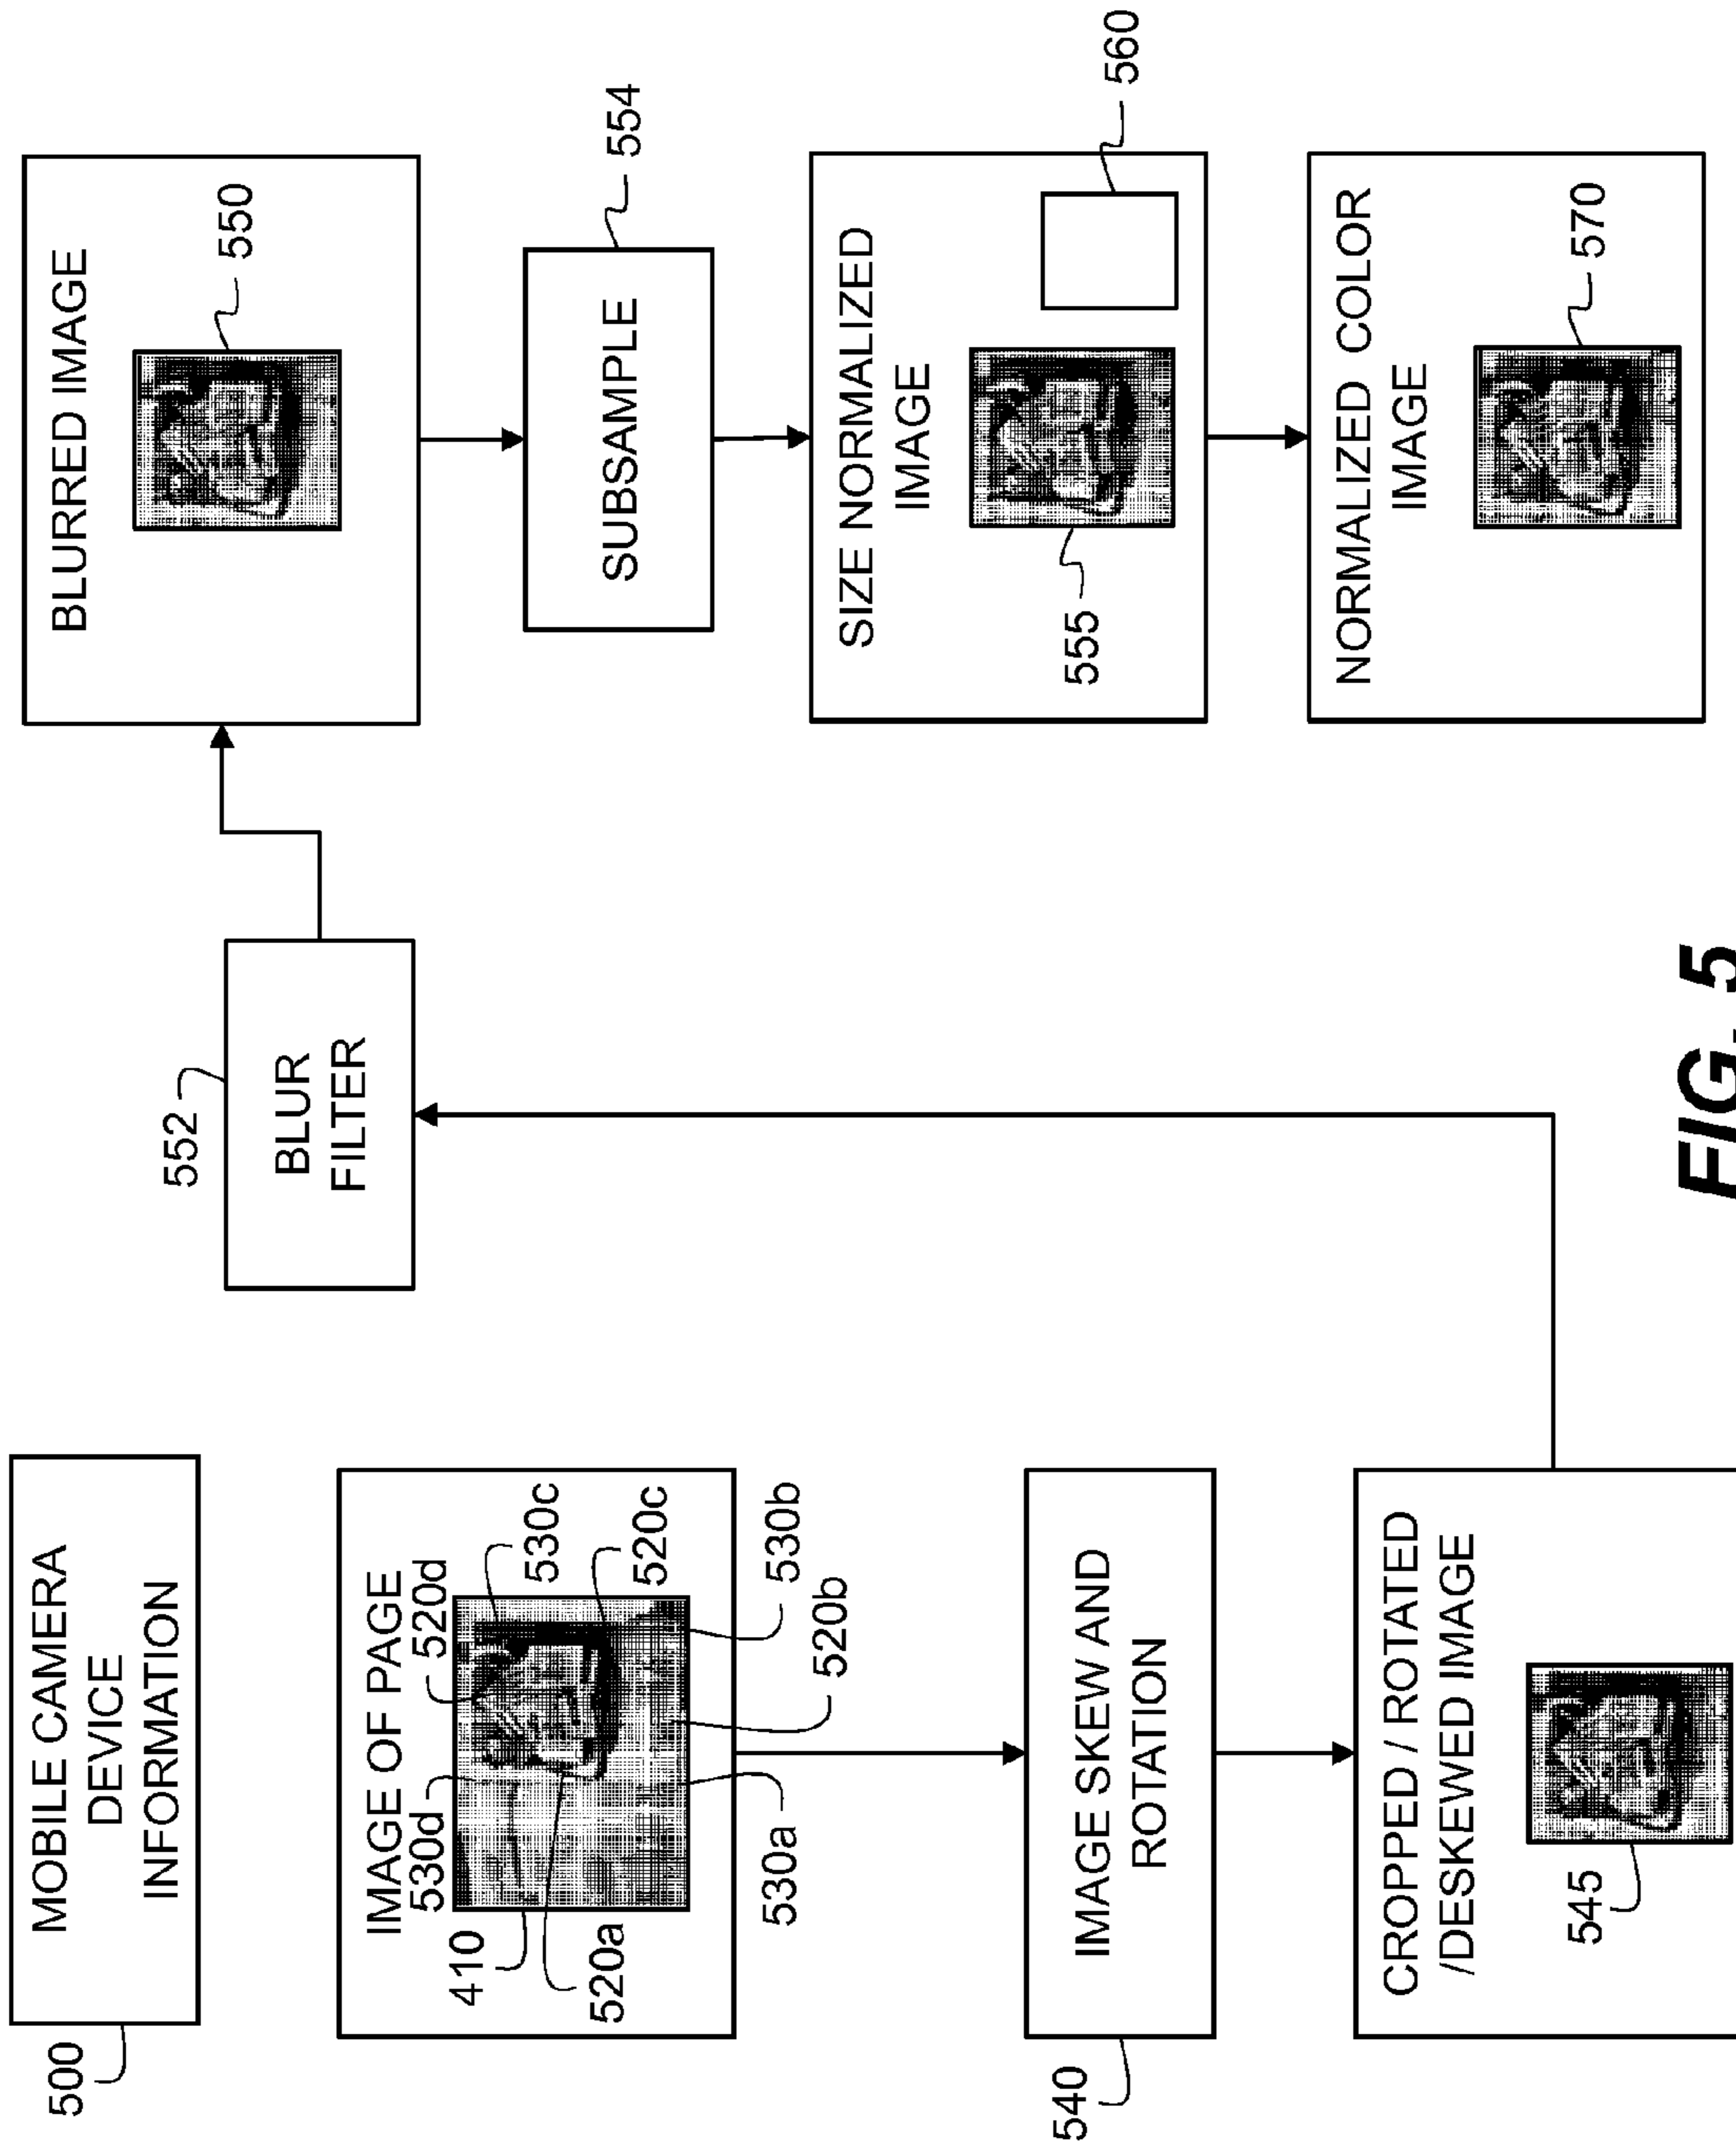 500
MOBILE CAMERA
DEVICE
INFORMATION
IMAGE OF PAGE
530d
520d
410
530c
520a
520c
530a
530b
520b
540
IMAGE SKEW AND
ROTATION
CROPPED / ROTATED
/DESKEWED IMAGE
545
552
BLUR
FILTER
BLURRED IMAGE
550
554
SUBSAMPLE
SIZE NORMALIZED
IMAGE
555
560
NORMALIZED COLOR
IMAGE
570
FIG. 5